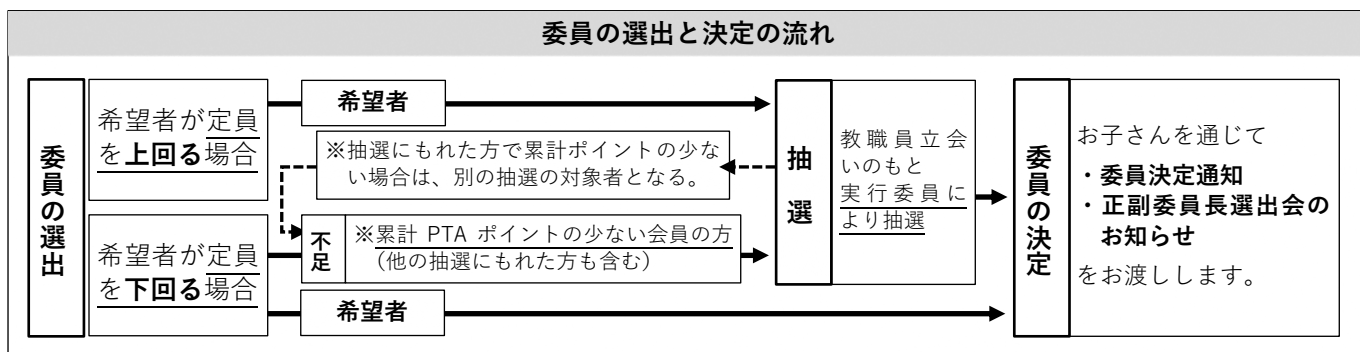 委員の選出と決定の流れ
委員の選出
希望者が定員
を上回る場合
希望者
※抽選にもれた方で累計ポイントの少な
い場合は、別の抽選の対象者となる。
希望者が定員
を下回る場合
不足
※累計 PTA ポイントの少ない会員の方
（他の抽選にもれた方も含む）
希望者
抽選
教職員立会
いのもと
実行委員に
より抽選
委員の決定
お子さんを通じて
・委員決定通知
・正副委員長選出会の
お知らせ
をお渡しします。